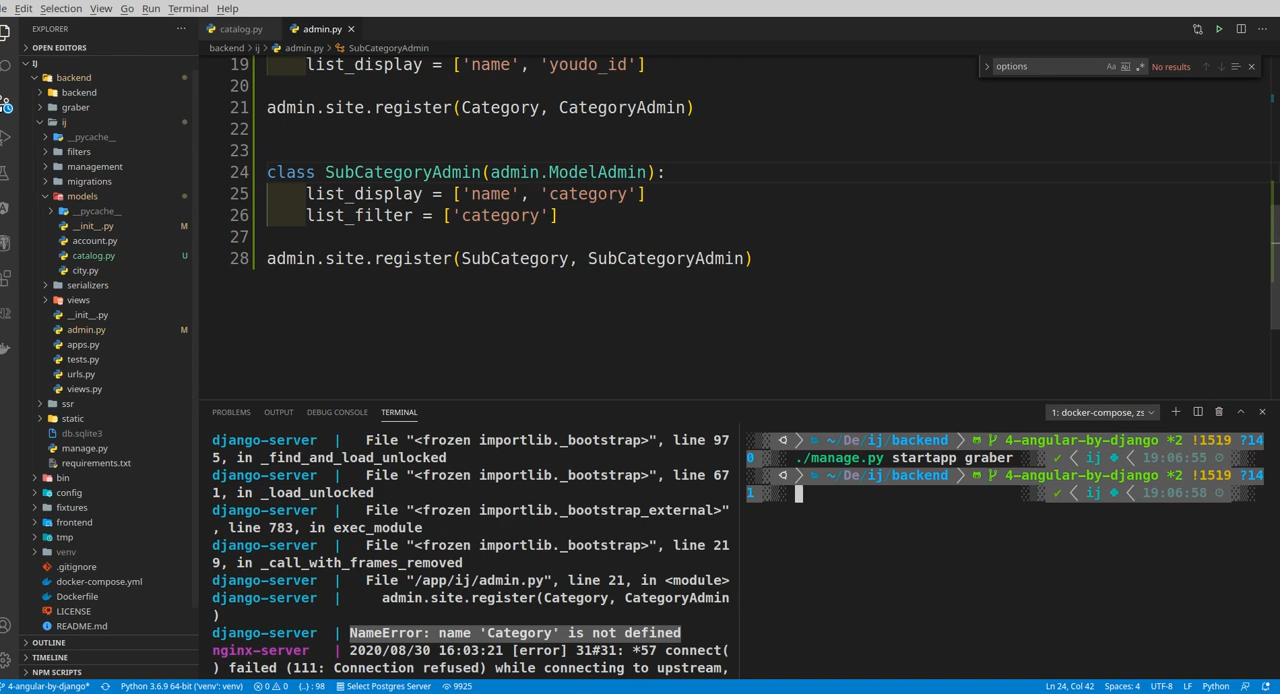 le Edit Selection View Go Run Terminal Help
EXPLORER
OPEN EDITORS
IJ
backend
backend
graber
ij
__pycache__
filters
management
migrations
models
__pycache__
__init__.py M
account.py
catalog.py U
city.py
serializers
views
__init__.py
admin.py M
apps.py
tests.py
urls.py
views.py
ssr
static
db.sqlite3
manage.py
requirements.txt
bin
config
fixtures
frontend
tmp
venv
.gitignore
docker-compose.yml
Dockerfile
LICENSE
README.md
OUTLINE
TIMELINE
NPM SCRIPTS
catalog.py admin.py
backend > ij > admin.py > SubCategoryAdmin
options Aa Abl .* No results
19 list_display = ['name', 'youdo_id']
20
21 admin.site.register(Category, CategoryAdmin)
22
23
24 class SubCategoryAdmin(admin.ModelAdmin):
25 list_display = ['name', 'category']
26 list_filter = ['category']
27
28 admin.site.register(SubCategory, SubCategoryAdmin)
PROBLEMS OUTPUT DEBUG CONSOLE TERMINAL 1: docker-compose, zs
django-server | File "<frozen importlib._bootstrap>", line 97
5, in _find_and_load_unlocked
django-server | File "<frozen importlib._bootstrap>", line 67
1, in _load_unlocked
django-server | File "<frozen importlib._bootstrap_external>"
, line 783, in exec_module
django-server | File "<frozen importlib._bootstrap>", line 21
9, in _call_with_frames_removed
django-server | File "/app/ij/admin.py", line 21, in <module>
django-server | admin.site.register(Category, CategoryAdmin
)
django-server | NameError: name 'Category' is not defined
nginx-server | 2020/08/30 16:03:21 [error] 31#31: *57 connect(
) failed (111: Connection refused) while connecting to upstream,
~/De/ij/backend 4-angular-by-django *2 !1519 ?14
0 ./manage.py startapp graber ✔ ij 19:06:55
~/De/ij/backend 4-angular-by-django *2 !1519 ?14
1 ✔ ij 19:06:58
4-angular-by-django* Python 3.6.9 64-bit ('venv': venv) 0 0 {..} : 98 Select Postgres Server 9925 Ln 24, Col 42 Spaces: 4 UTF-8 LF Python